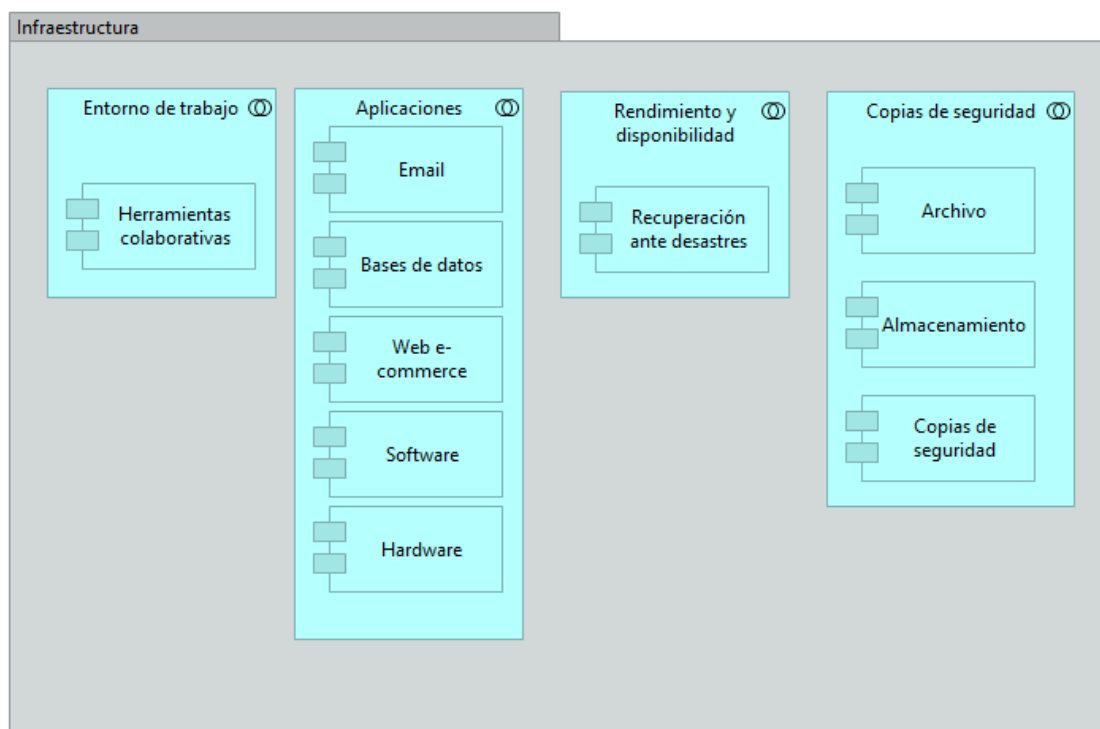 Infraestructura
Entorno de trabajo
Herramientas
colaborativas
Aplicaciones
Email
Bases de datos
Web e-
commerce
Software
Hardware
Rendimiento y
disponibilidad
Recuperación
ante desastres
Copias de seguridad
Archivo
Almacenamiento
Copias de
seguridad